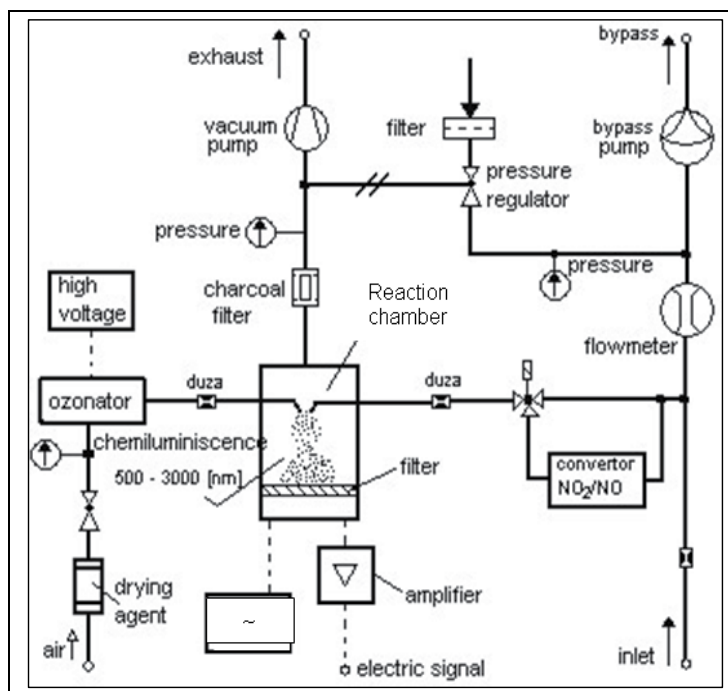 exhaust
bypass
vacuum
pump
filter
bypass
pump
pressure
regulator
pressure
pressure
high
voltage
charcoal
filter
Reaction
chamber
flowmeter
duza
duza
ozonator
chemiluminiscence
500 - 3000 [nm]
filter
convertor
NO₂/NO
drying
agent
~
amplifier
air
electric signal
inlet